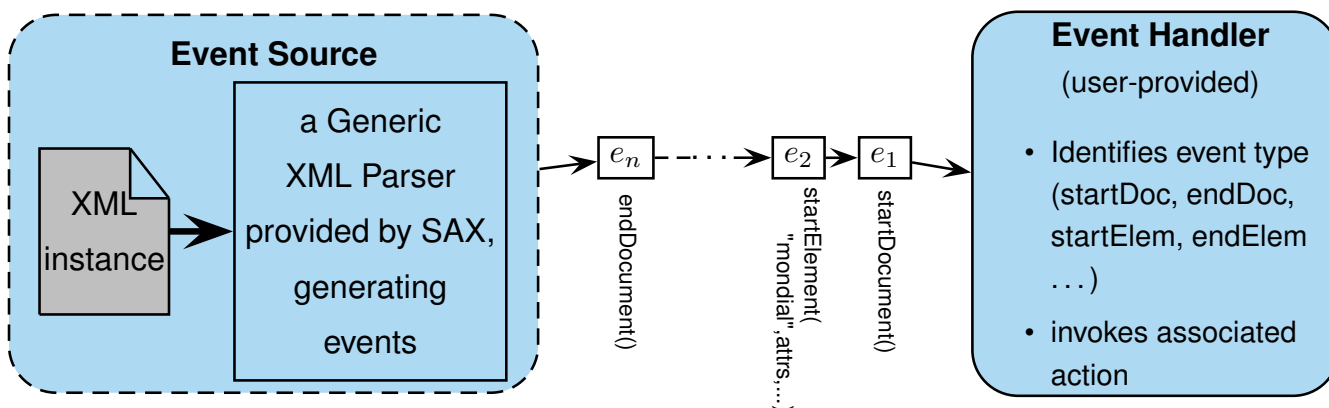 Event Source
XML
instance
a Generic
XML Parser
provided by SAX,
generating
events
e_n
endDocument()
· · ·
e_2
startElement(
"mondial",attrs,...)
e_1
startDocument()
Event Handler
(user-provided)
• Identifies event type
(startDoc, endDoc,
startElem, endElem
. . . )
• invokes associated
action